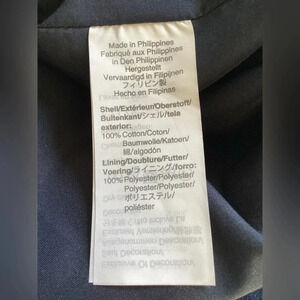 Made in Philippines
Fabriqué aux Philippines
In Den Philippinen
Hergestellt
Vervaardigd in Filipijnen
フィリピン製
Hecho en Filipinas
Shell/Extérieur/Oberstoff/
Buitenkant/シェル/tela
exterior:
100% Cotton/Coton/
Baumwolle/Katoen/
綿/algodón
Lining/Doublure/Futter/
Voering/ライニング/forro:
100% Polyester/Polyester/
Polyester/Polyester/
ポリエステル/
poliéster